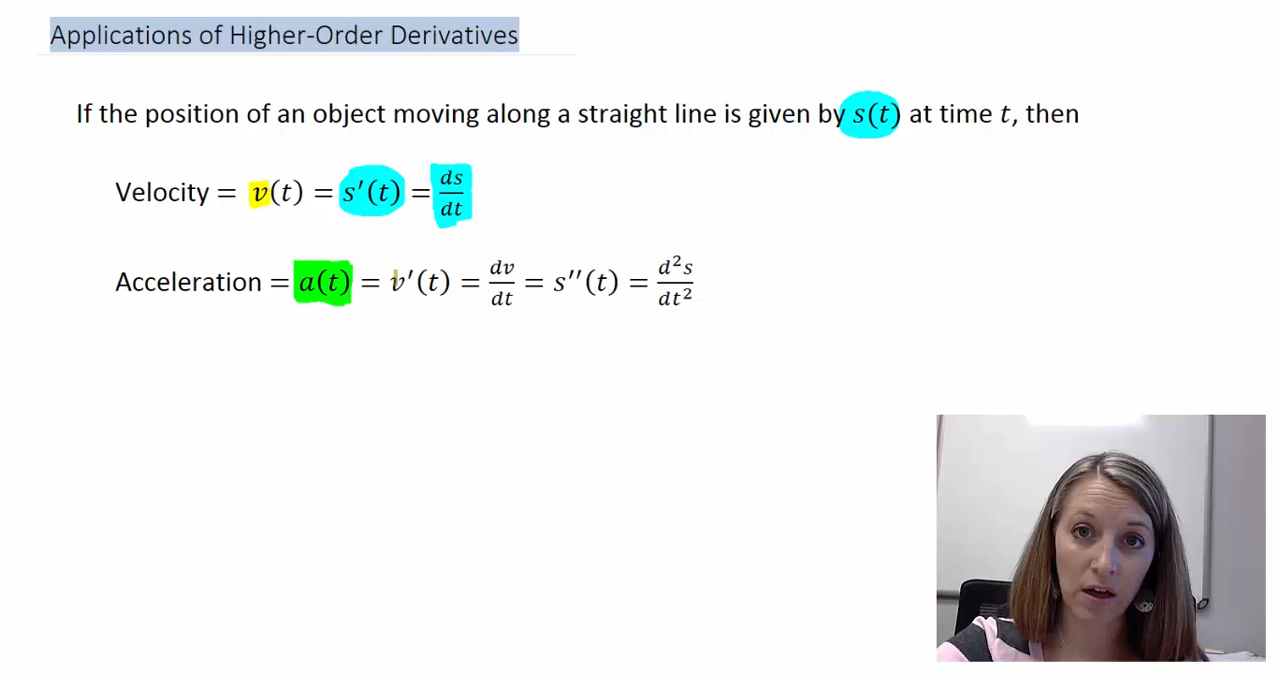 Applications of Higher-Order Derivatives
If the position of an object moving along a straight line is given by s(t) at time t, then
Velocity = v(t) = s′(t) = ds/dt
Acceleration = a(t) = v′(t) = dv/dt = s′′(t) = d²s/dt²